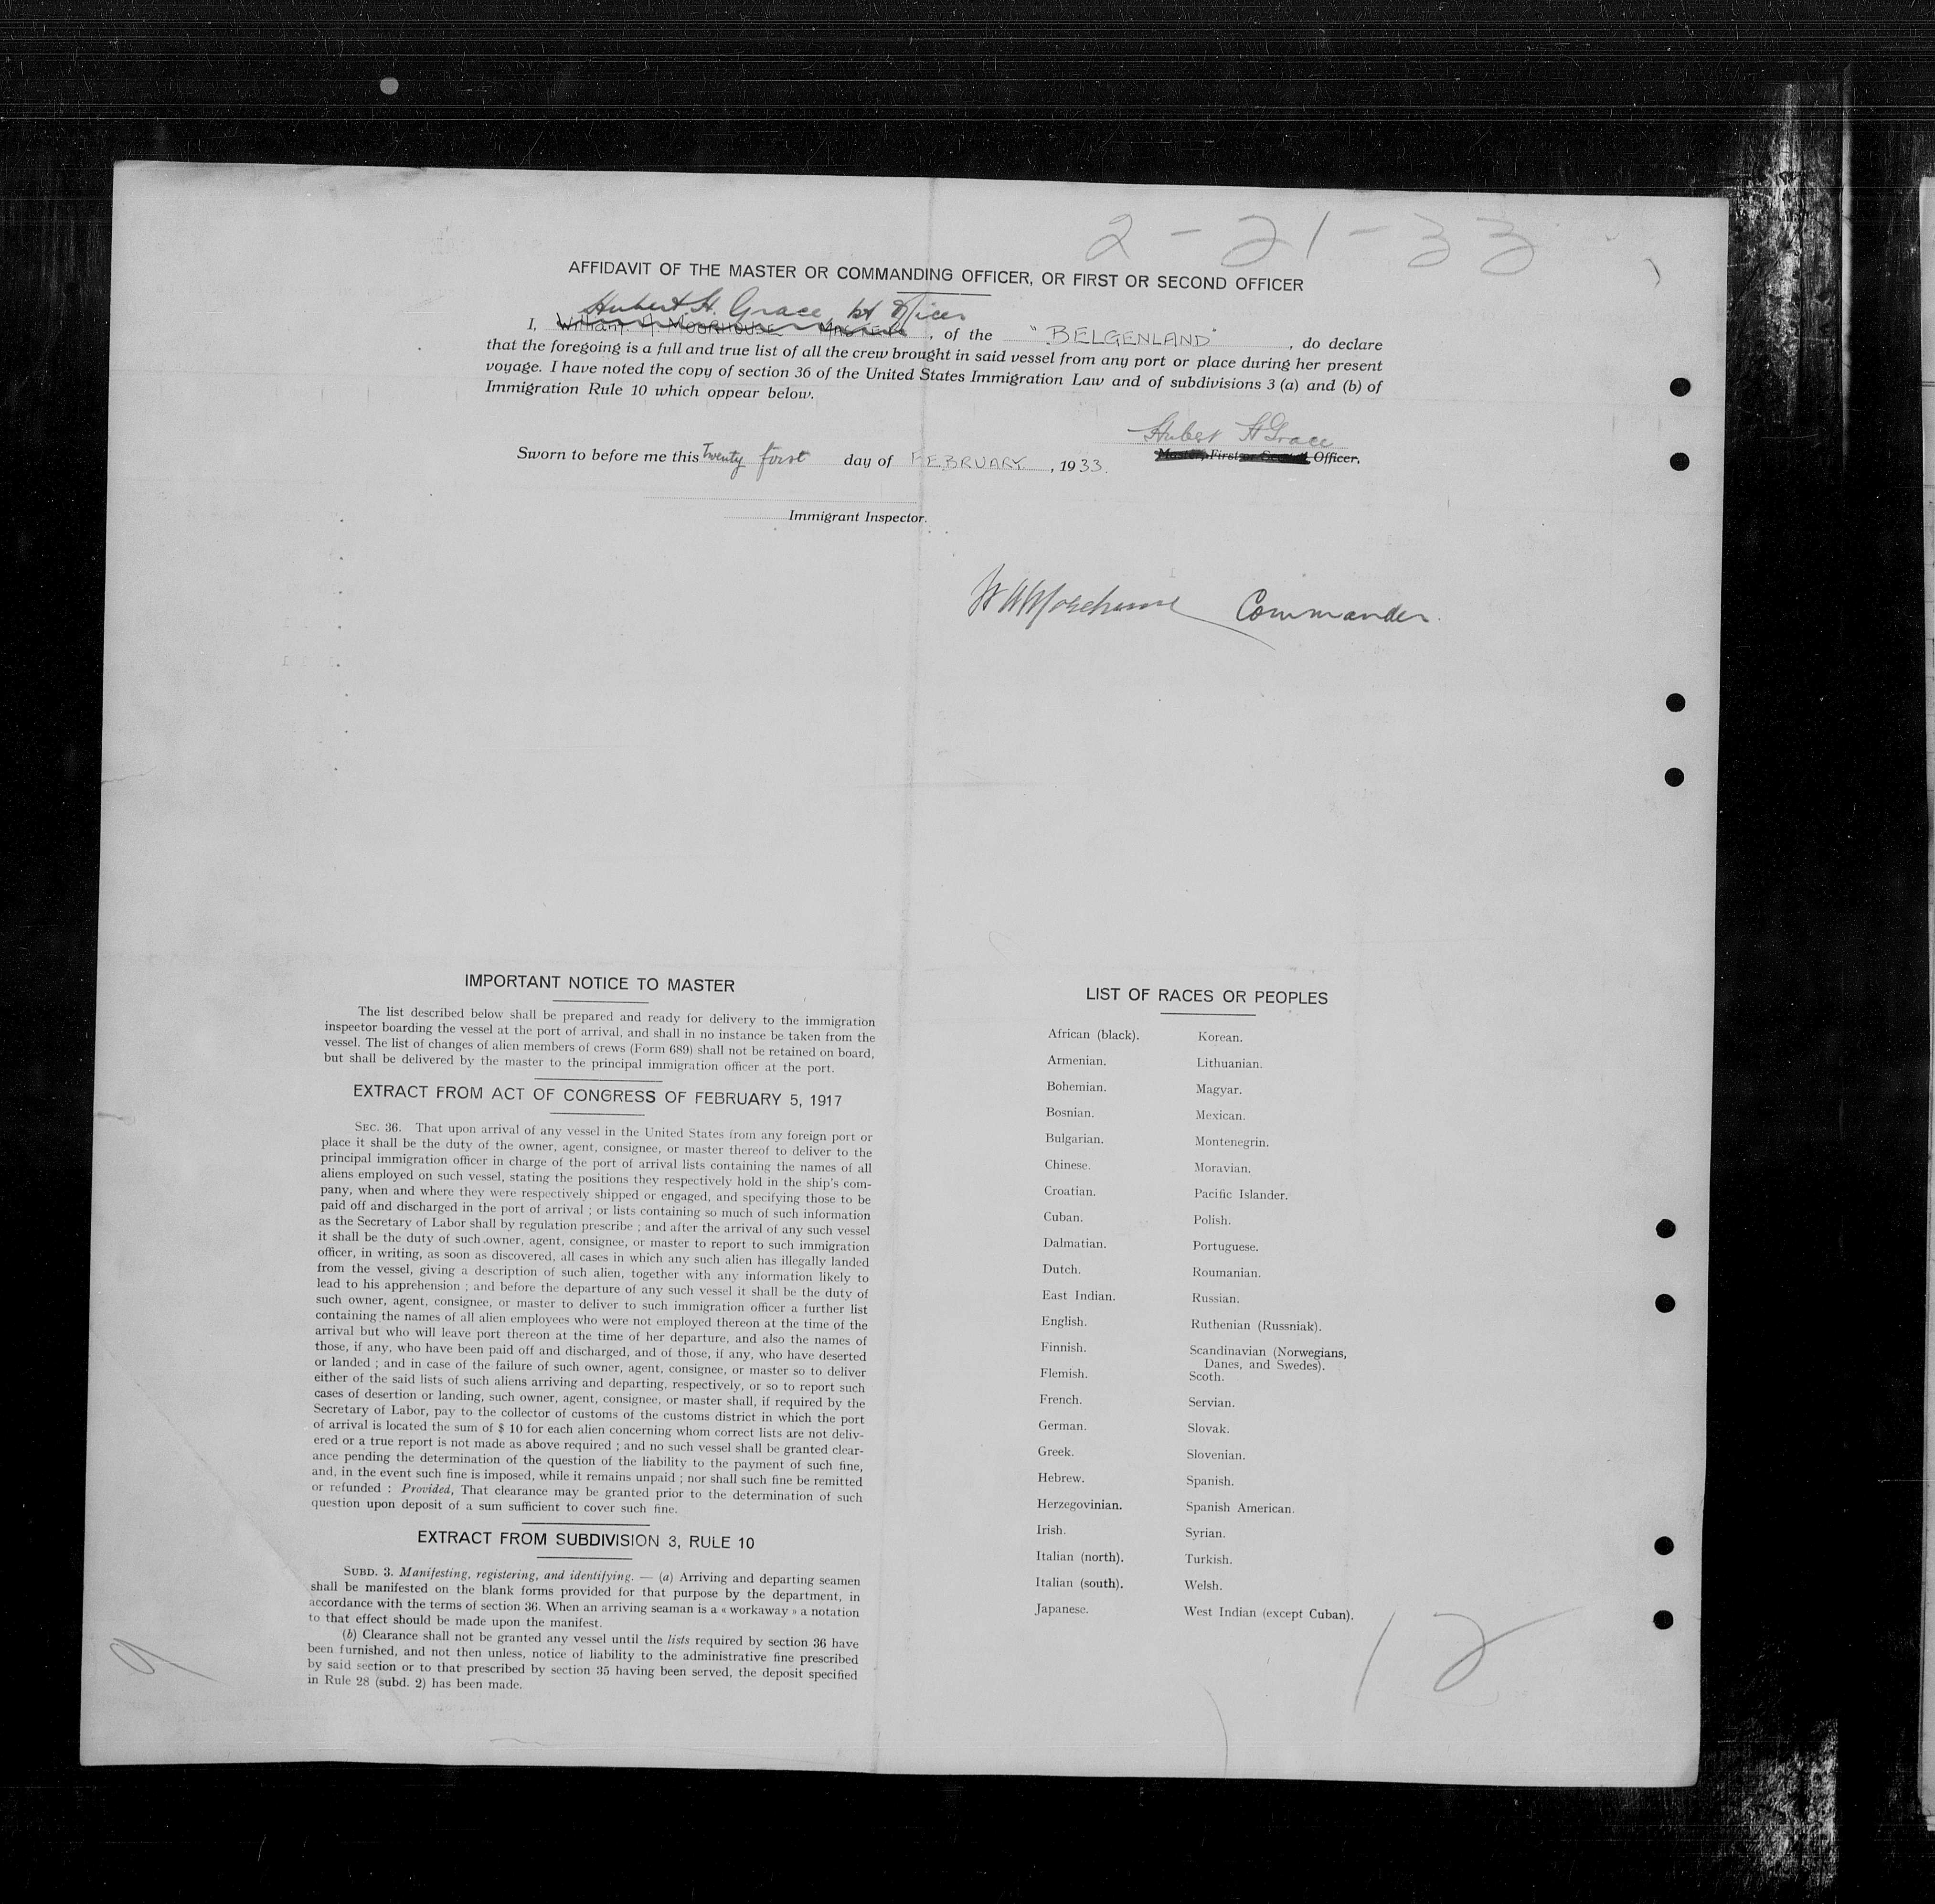 2-21-33
AFFIDAVIT OF THE MASTER OR COMMANDING OFFICER, OR FIRST OR SECOND OFFICER
Hubert H. Grace, 1st Officer
I, William A. Moorhouse Master, of the "BELGENLAND", do declare
that the foregoing is a full and true list of all the crew brought in said vessel from any port or place during her present
voyage. I have noted the copy of section 36 of the United States Immigration Law and of subdivisions 3 (a) and (b) of
Immigration Rule 10 which oppear below.
Hubert H Grace
Sworn to before me this Twenty first day of FEBRUARY, 1933.
Master, First or Second Officer,
Immigrant Inspector.
W A Morehouse Commander.
IMPORTANT NOTICE TO MASTER
The list described below shall be prepared and ready for delivery to the immigration
inspector boarding the vessel at the port of arrival, and shall in no instance be taken from the
vessel. The list of changes of alien members of crews (Form 689) shall not be retained on board,
but shall be delivered by the master to the principal immigration officer at the port.
EXTRACT FROM ACT OF CONGRESS OF FEBRUARY 5, 1917
SEC. 36. That upon arrival of any vessel in the United States from any foreign port or
place it shall be the duty of the owner, agent, consignee, or master thereof to deliver to the
principal immigration officer in charge of the port of arrival lists containing the names of all
aliens employed on such vessel, stating the positions they respectively hold in the ship's com-
pany, when and where they were respectively shipped or engaged, and specifying those to be
paid off and discharged in the port of arrival ; or lists containing so much of such information
as the Secretary of Labor shall by regulation prescribe ; and after the arrival of any such vessel
it shall be the duty of such owner, agent, consignee, or master to report to such immigration
officer, in writing, as soon as discovered, all cases in which any such alien has illegally landed
from the vessel, giving a description of such alien, together with any information likely to
lead to his apprehension ; and before the departure of any such vessel it shall be the duty of
such owner, agent, consignee, or master to deliver to such immigration officer a further list
containing the names of all alien employees who were not employed thereon at the time of the
arrival but who will leave port thereon at the time of her departure, and also the names of
those, if any, who have been paid off and discharged, and of those, if any, who have deserted
or landed ; and in case of the failure of such owner, agent, consignee, or master so to deliver
either of the said lists of such aliens arriving and departing, respectively, or so to report such
cases of desertion or landing, such owner, agent, consignee, or master shall, if required by the
Secretary of Labor, pay to the collector of customs of the customs district in which the port
of arrival is located the sum of $ 10 for each alien concerning whom correct lists are not deliv-
ered or a true report is not made as above required ; and no such vessel shall be granted clear-
ance pending the determination of the question of the liability to the payment of such fine,
and, in the event such fine is imposed, while it remains unpaid ; nor shall such fine be remitted
or refunded : Provided, That clearance may be granted prior to the determination of such
question upon deposit of a sum sufficient to cover such fine.
EXTRACT FROM SUBDIVISION 3, RULE 10
SUBD. 3. Manifesting, registering, and identifying. — (a) Arriving and departing seamen
shall be manifested on the blank forms provided for that purpose by the department, in
accordance with the terms of section 36. When an arriving seaman is a « workaway » a notation
to that effect should be made upon the manifest.
(b) Clearance shall not be granted any vessel until the lists required by section 36 have
been furnished, and not then unless, notice of liability to the administrative fine prescribed
by said section or to that prescribed by section 35 having been served, the deposit specified
in Rule 28 (subd. 2) has been made.
LIST OF RACES OR PEOPLES
African (black).
Armenian.
Bohemian.
Bosnian.
Bulgarian.
Chinese.
Croatian.
Cuban.
Dalmatian.
Dutch.
East Indian.
English.
Finnish.
Flemish.
French.
German.
Greek.
Hebrew.
Herzegovinian.
Irish.
Italian (north).
Italian (south).
Japanese.
Korean.
Lithuanian.
Magyar.
Mexican.
Montenegrin.
Moravian.
Pacific Islander.
Polish.
Portuguese.
Roumanian.
Russian.
Ruthenian (Russniak).
Scandinavian (Norwegians,
Danes, and Swedes).
Scoth.
Servian.
Slovak.
Slovenian.
Spanish.
Spanish American.
Syrian.
Turkish.
Welsh.
West Indian (except Cuban).
12